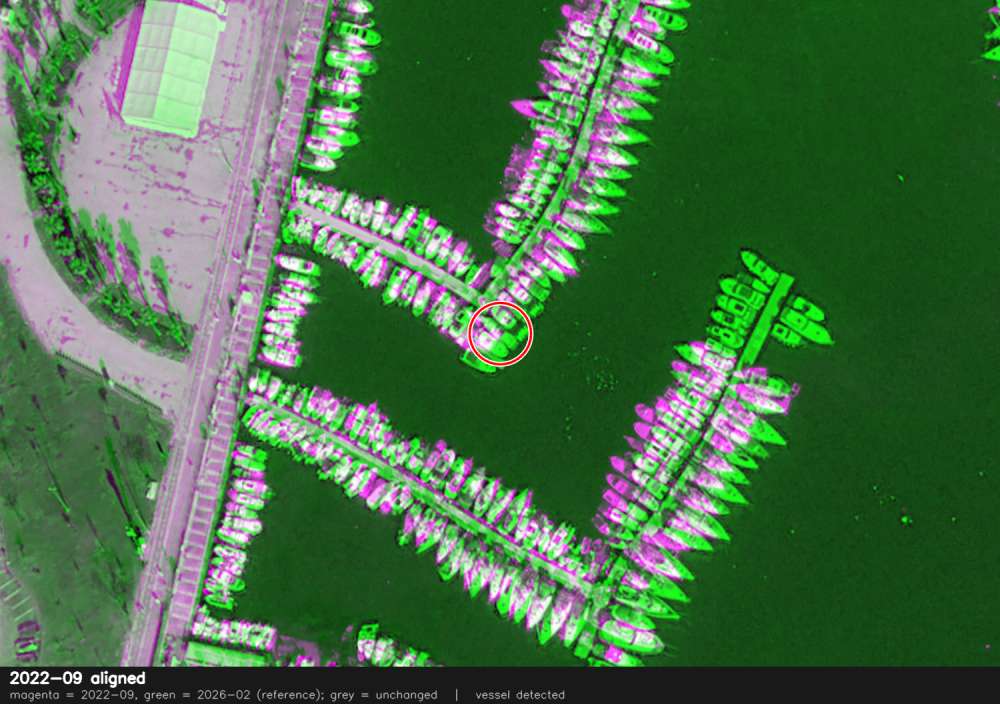 2022-09 aligned
magenta = 2022-09, green = 2026-02 (reference); grey = unchanged | vessel detected